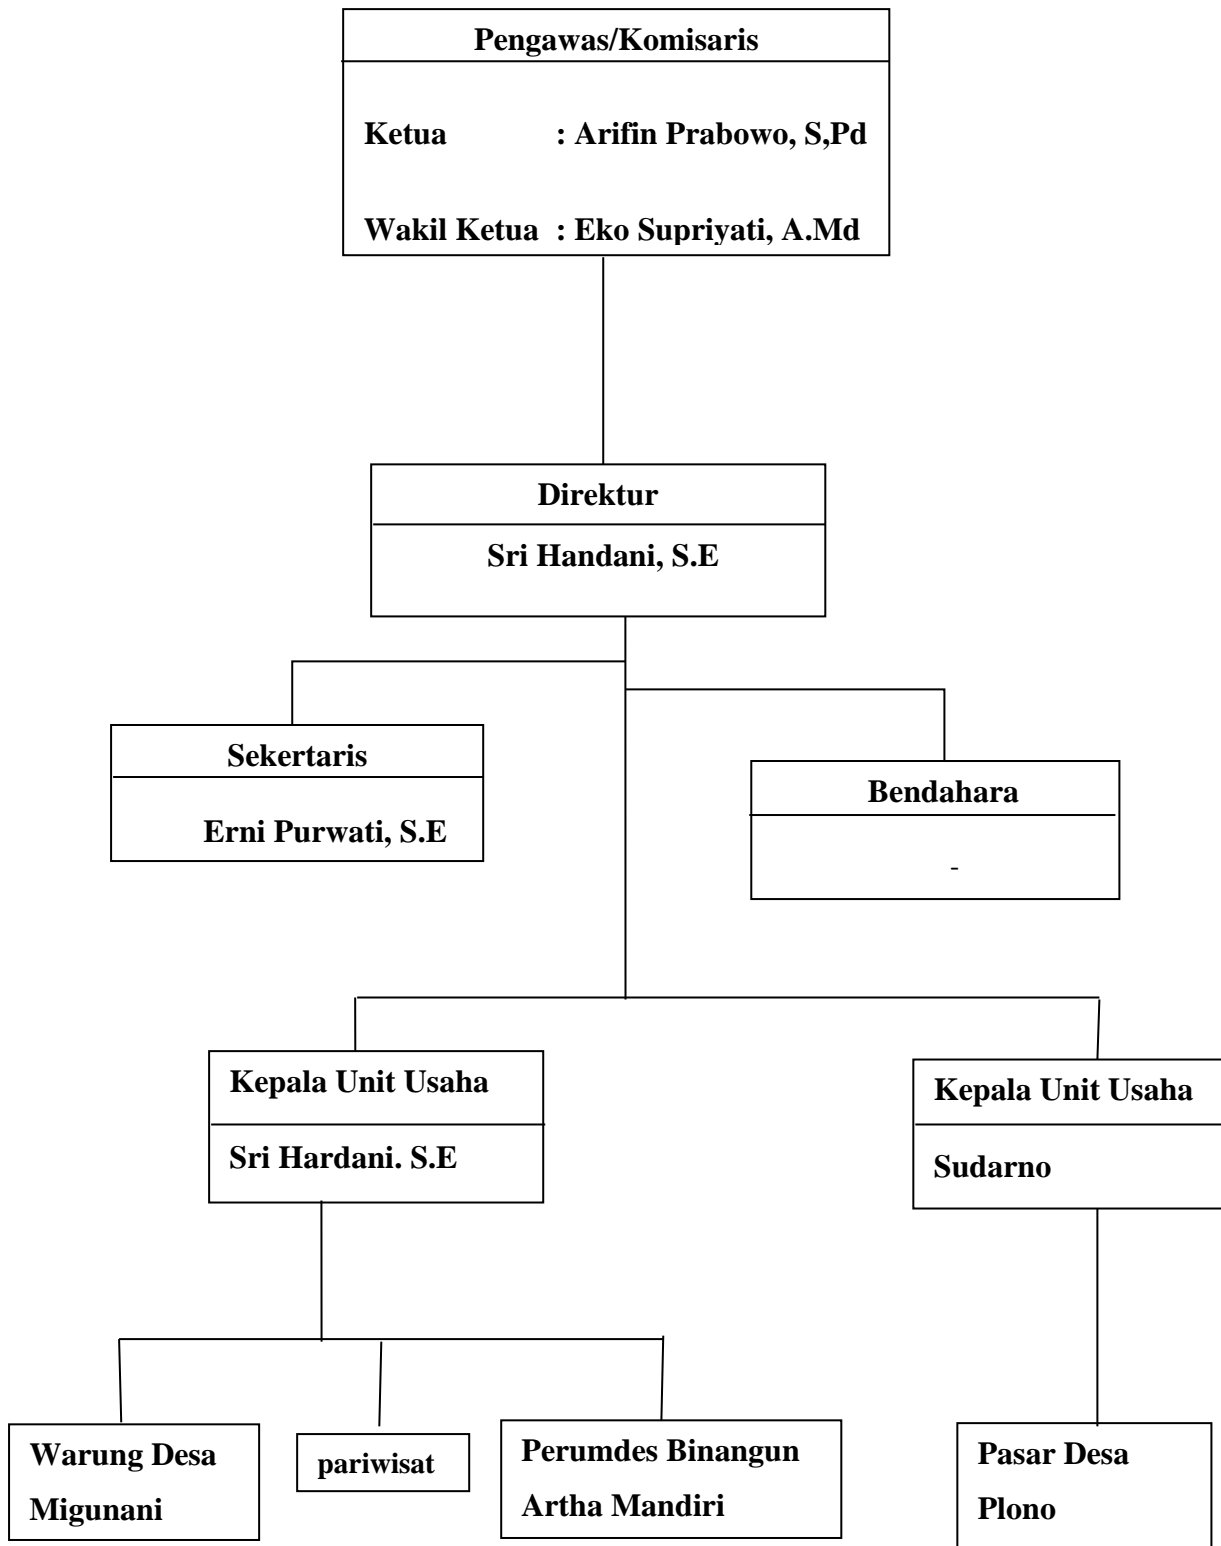 Pengawas/Komisaris
Ketua : Arifin Prabowo, S,Pd
Wakil Ketua : Eko Supriyati, A.Md
Direktur
Sri Handani, S.E
Sekertaris
Erni Purwati, S.E
Bendahara
-
Kepala Unit Usaha
Sri Hardani. S.E
Kepala Unit Usaha
Sudarno
Warung Desa
Migunani
pariwisat
Perumdes Binangun
Artha Mandiri
Pasar Desa
Plono